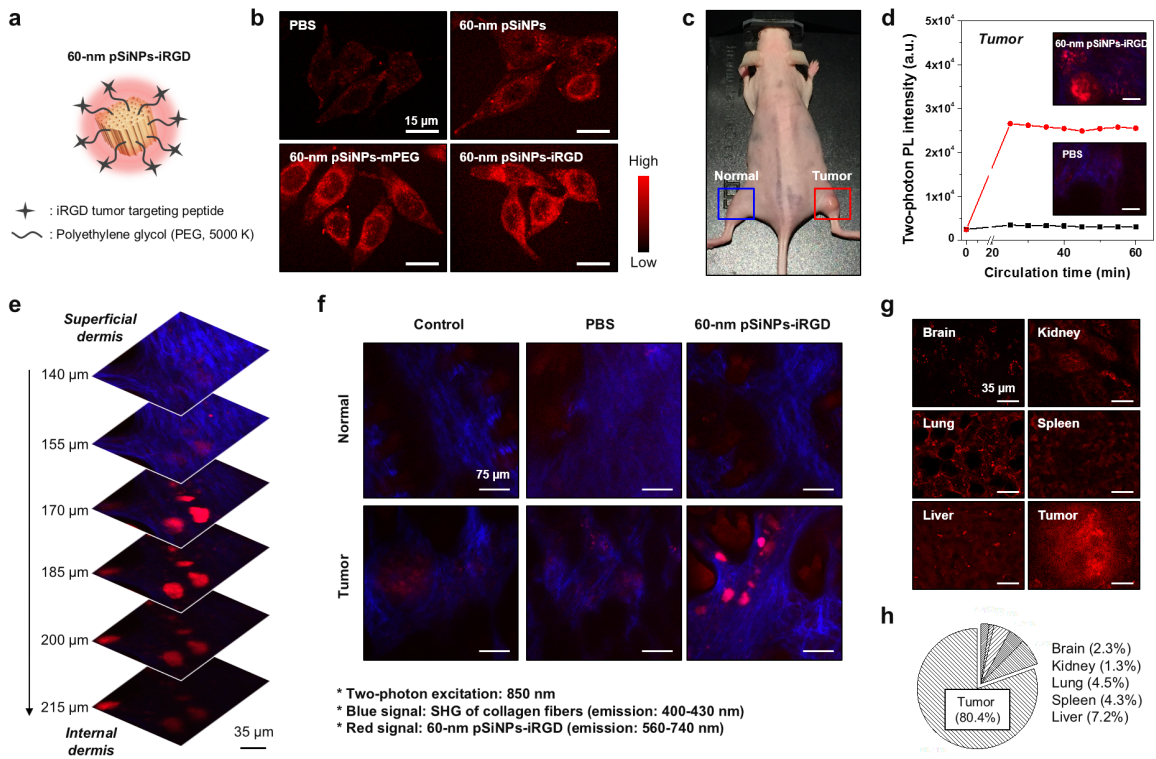 a
60-nm pSiNPs-iRGD
: iRGD tumor targeting peptide
: Polyethylene glycol (PEG, 5000 K)
b
PBS
15 µm
60-nm pSiNPs
60-nm pSiNPs-mPEG
60-nm pSiNPs-iRGD
High
Low
c
Normal
Tumor
d
Two-photon PL intensity (a.u.)
5x10⁴
4x10⁴
3x10⁴
2x10⁴
1x10⁴
0
Tumor
60-nm pSiNPs-iRGD
PBS
0 20 30 40 50 60
Circulation time (min)
e
Superficial
dermis
140 µm
155 µm
170 µm
185 µm
200 µm
215 µm
Internal
dermis
35 µm
f
Control
PBS
60-nm pSiNPs-iRGD
Normal
75 µm
Tumor
* Two-photon excitation: 850 nm
* Blue signal: SHG of collagen fibers (emission: 400-430 nm)
* Red signal: 60-nm pSiNPs-iRGD (emission: 560-740 nm)
g
Brain
35 µm
Kidney
Lung
Spleen
Liver
Tumor
h
Tumor
(80.4%)
Brain (2.3%)
Kidney (1.3%)
Lung (4.5%)
Spleen (4.3%)
Liver (7.2%)